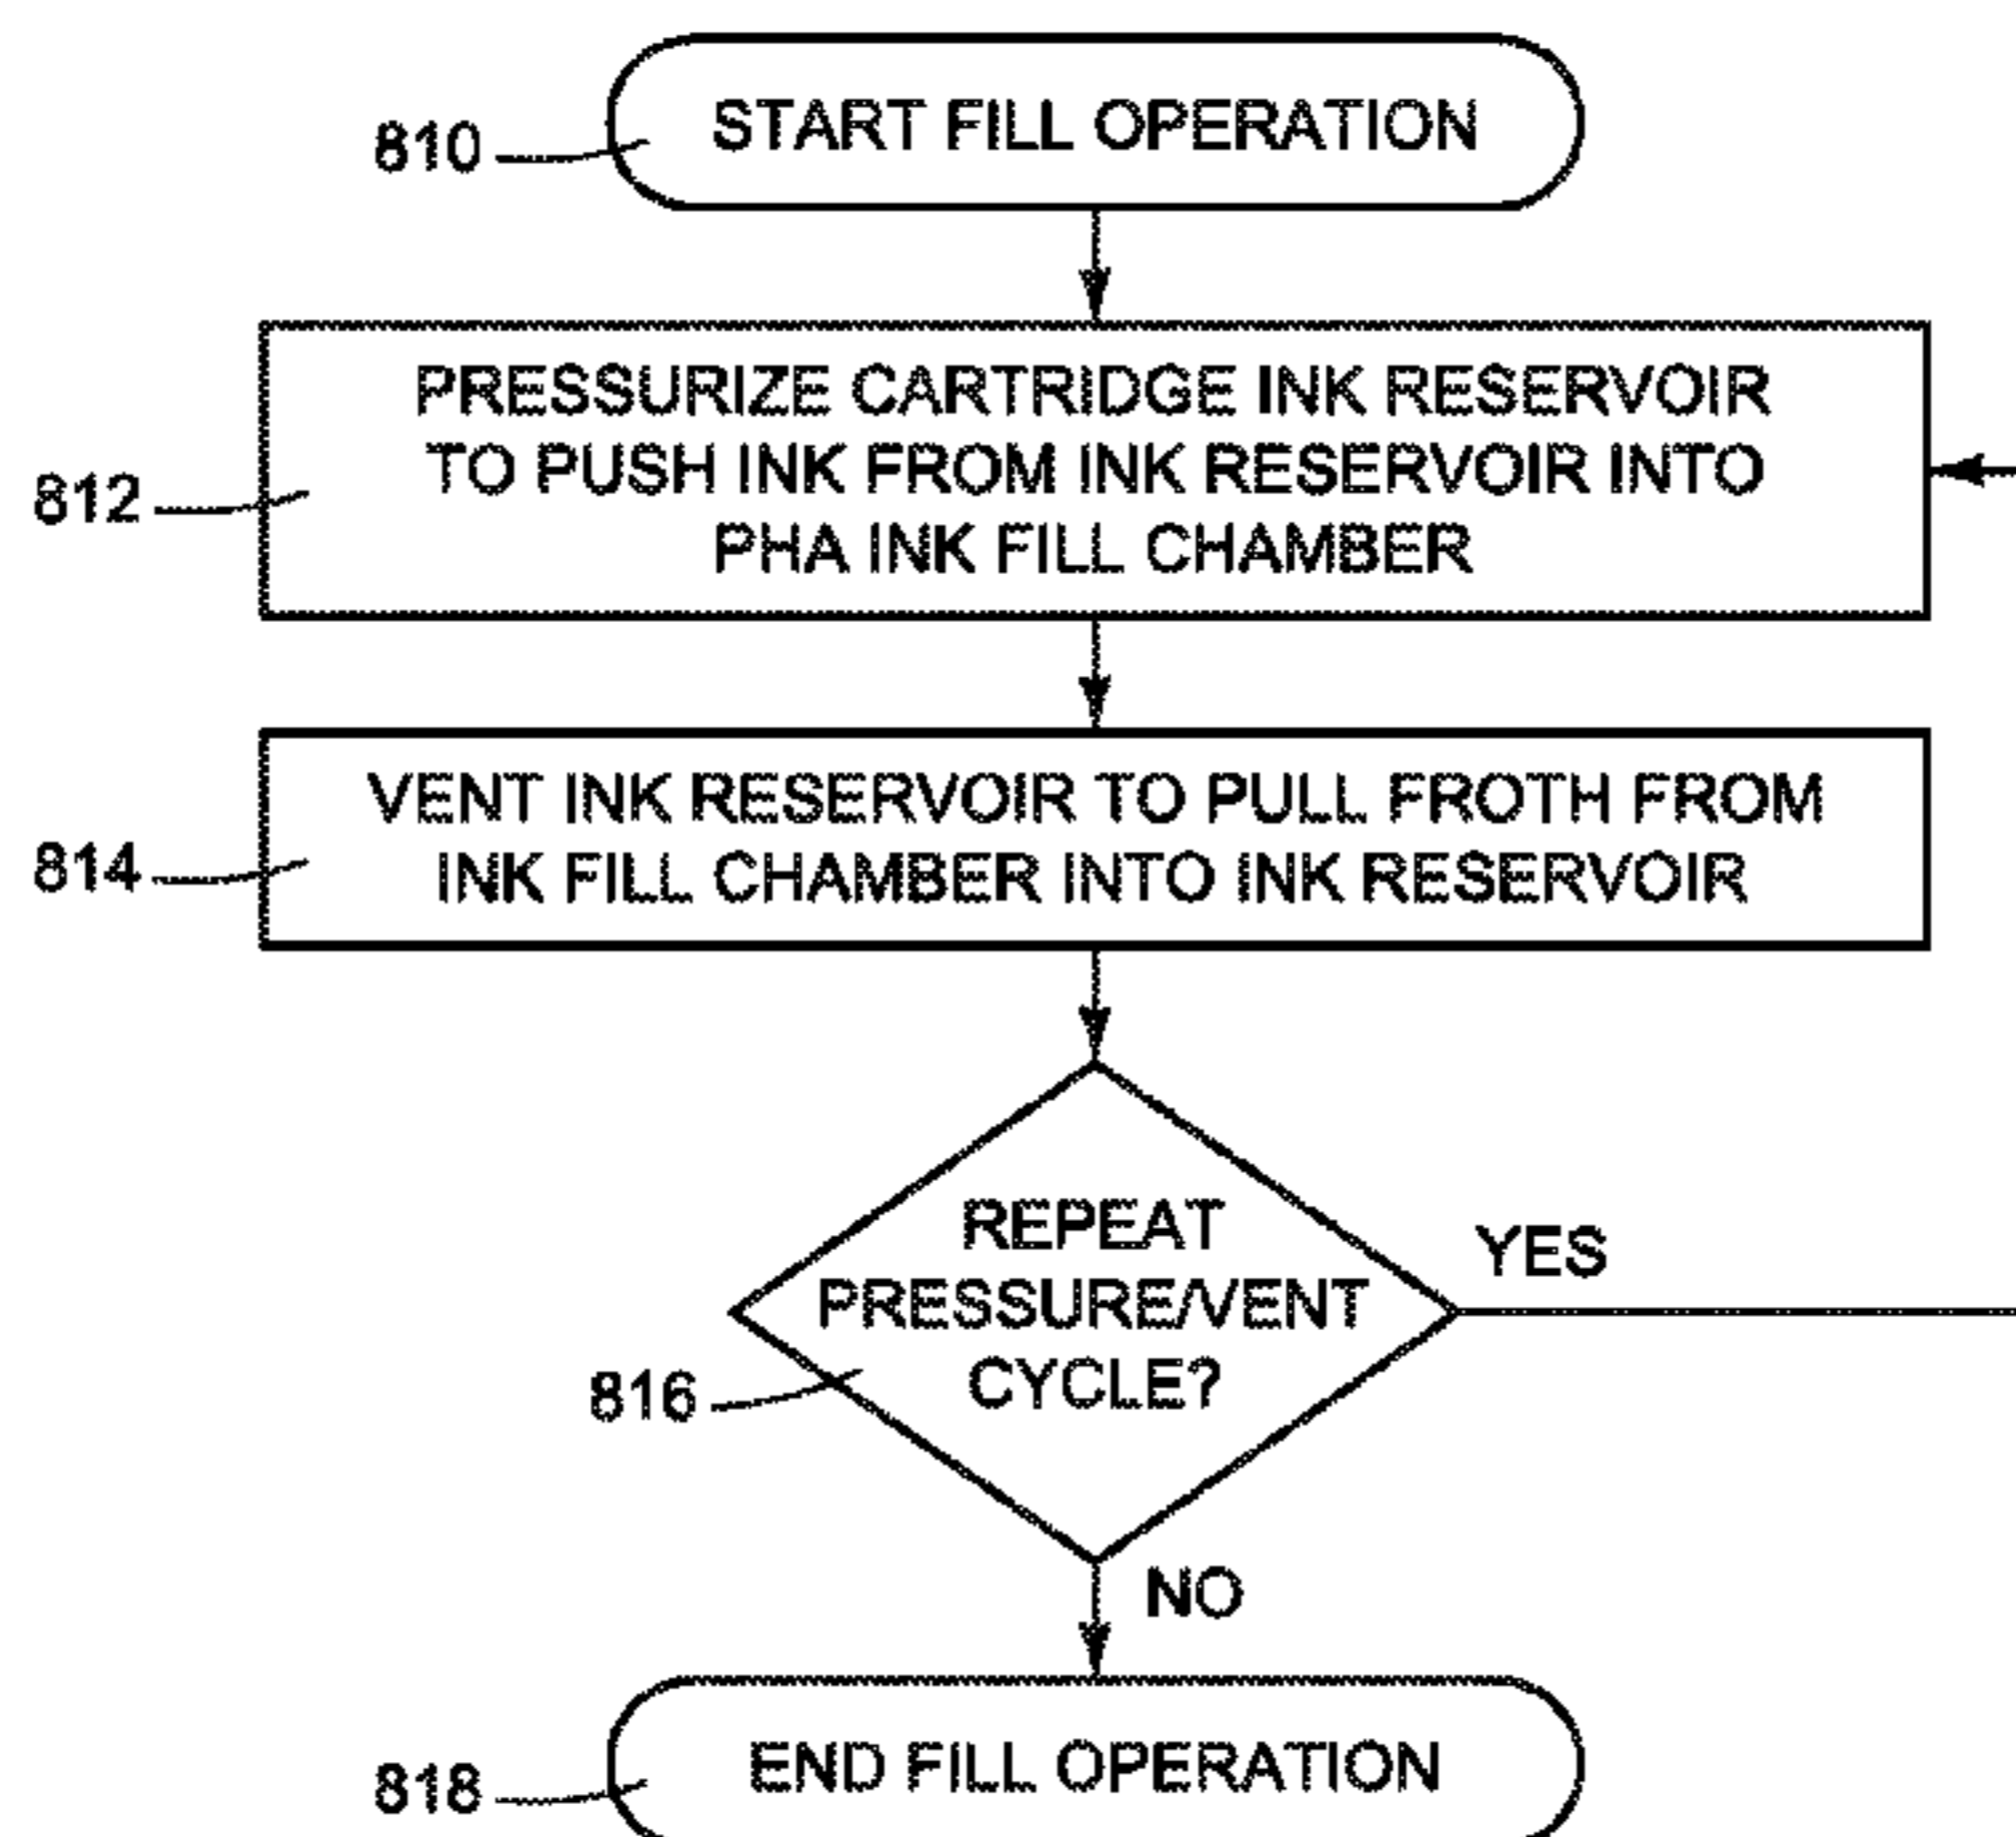 810
START FILL OPERATION
812
PRESSURIZE CARTRIDGE INK RESERVOIR
TO PUSH INK FROM INK RESERVOIR INTO
PHA INK FILL CHAMBER
814
VENT INK RESERVOIR TO PULL FROTH FROM
INK FILL CHAMBER INTO INK RESERVOIR
816
REPEAT
PRESSURE/VENT
CYCLE?
YES
NO
818
END FILL OPERATION